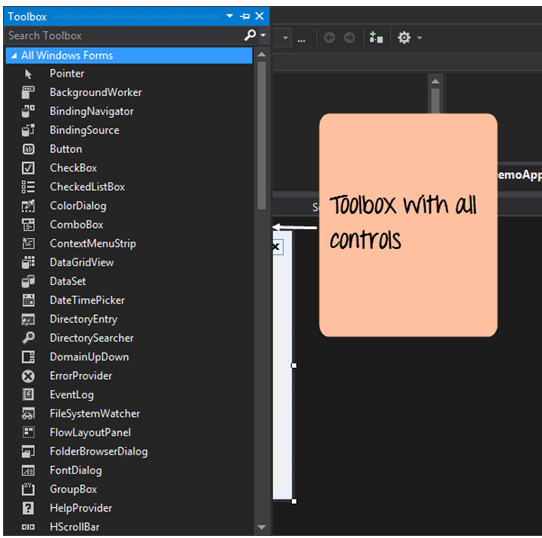 Toolbox
Search Toolbox
All Windows Forms
Pointer
BackgroundWorker
BindingNavigator
BindingSource
Button
CheckBox
CheckedListBox
ColorDialog
ComboBox
ContextMenuStrip
DataGridView
DataSet
DateTimePicker
DirectoryEntry
DirectorySearcher
DomainUpDown
ErrorProvider
EventLog
FileSystemWatcher
FlowLayoutPanel
FolderBrowserDialog
FontDialog
GroupBox
HelpProvider
HScrollBar
Toolbox with all
controls
emoApp